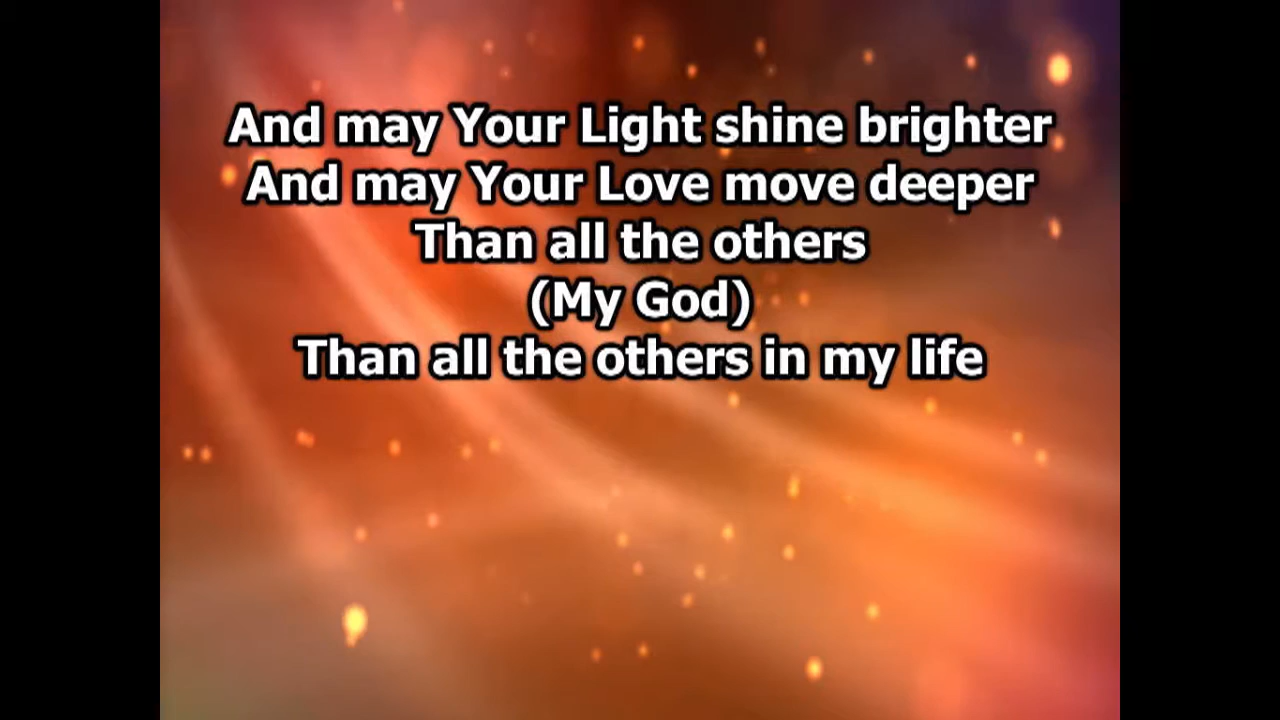 And may Your Light shine brighter
And may Your Love move deeper
Than all the others
(My God)
Than all the others in my life